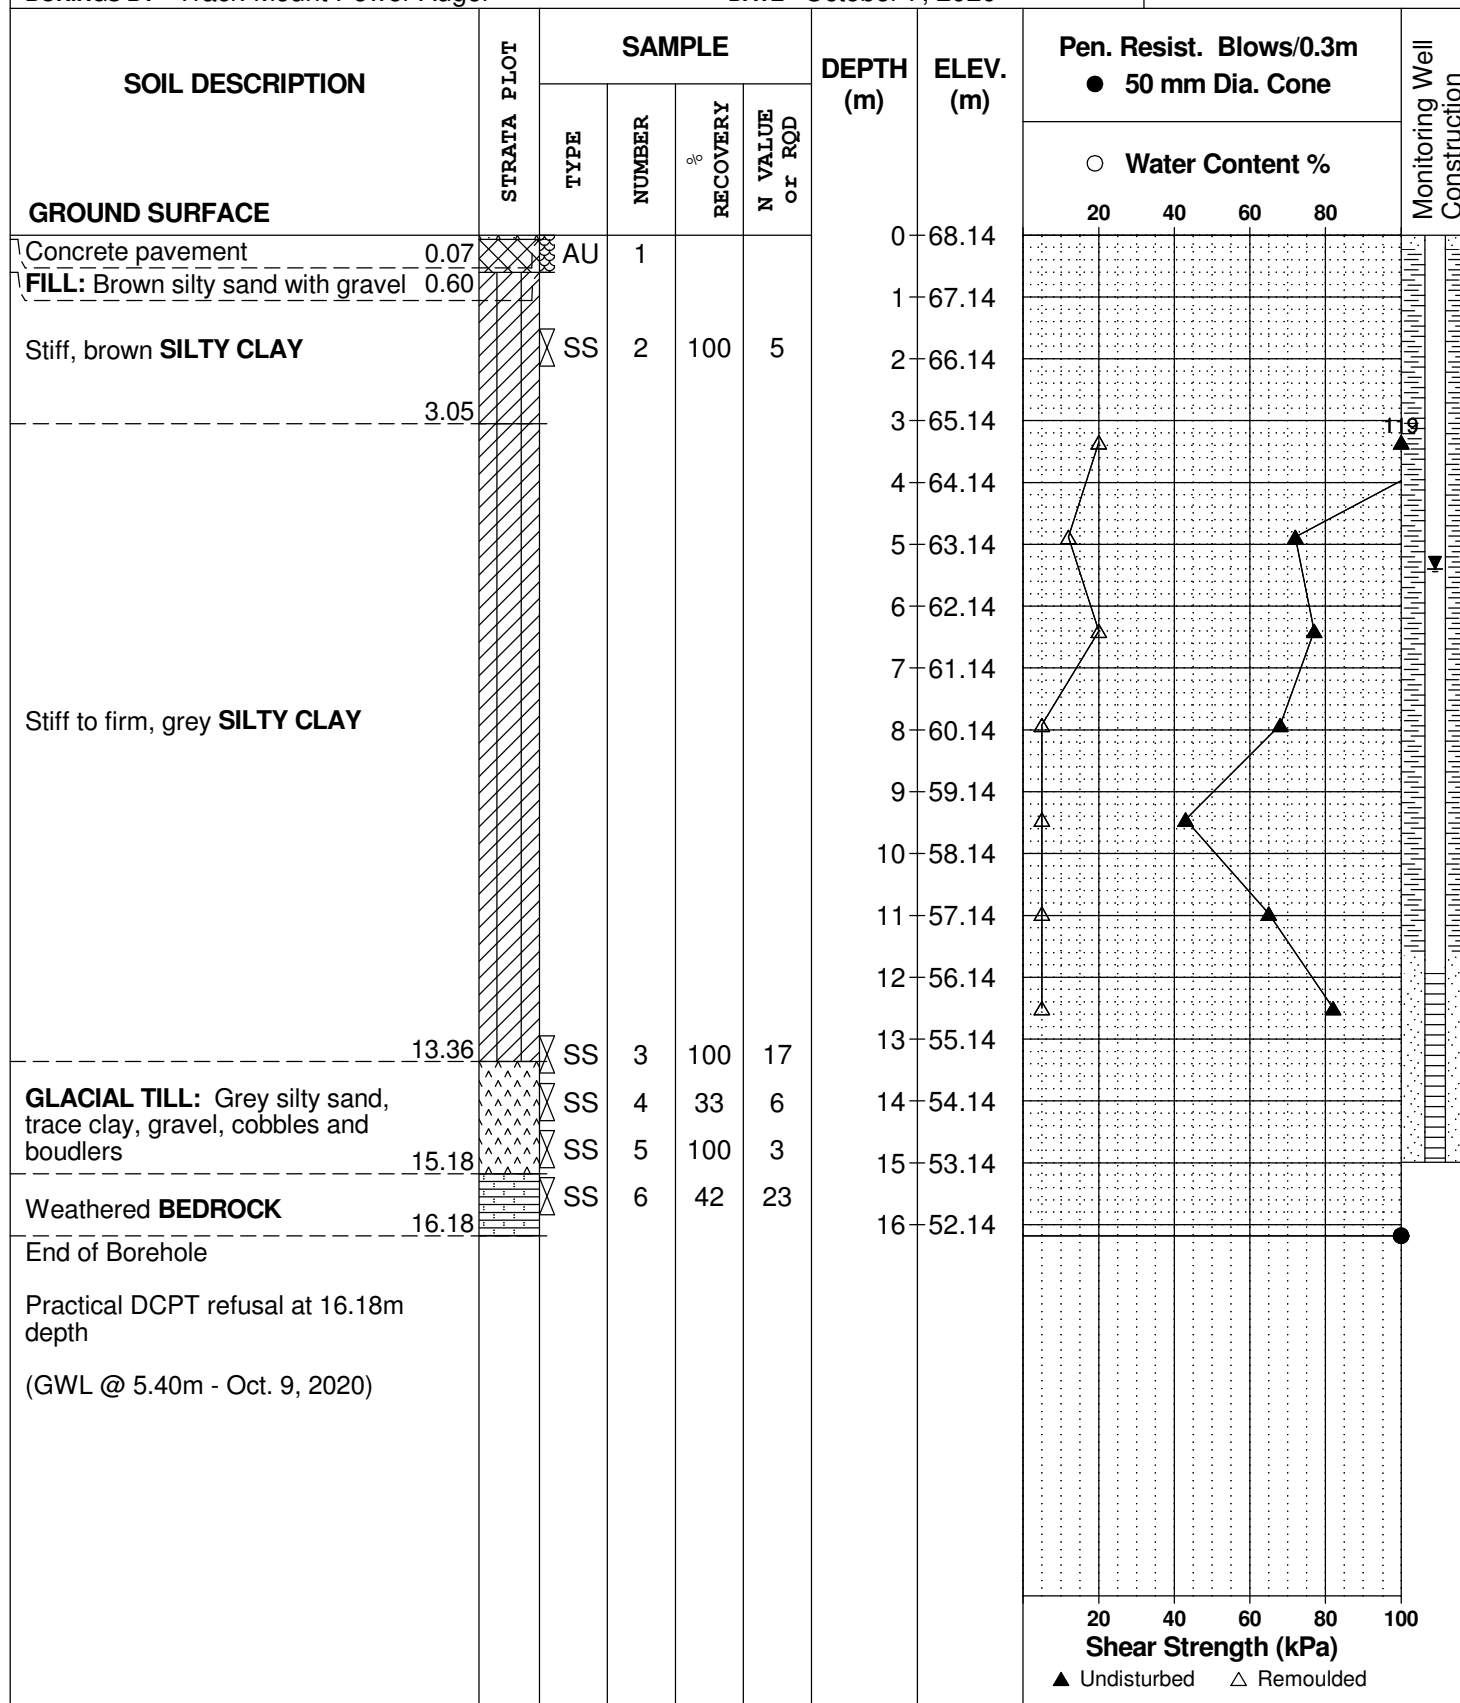 SOIL DESCRIPTION
GROUND SURFACE
STRATA PLOT
SAMPLE
TYPE
NUMBER
% RECOVERY
N VALUE or RQD
DEPTH (m)
ELEV. (m)
Pen. Resist. Blows/0.3m
● 50 mm Dia. Cone
○ Water Content %
20 40 60 80
Monitoring Well Construction
Concrete pavement 0.07
FILL: Brown silty sand with gravel 0.60
Stiff, brown SILTY CLAY
3.05
Stiff to firm, grey SILTY CLAY
13.36
GLACIAL TILL: Grey silty sand,
trace clay, gravel, cobbles and
boudlers
15.18
Weathered BEDROCK
16.18
End of Borehole
Practical DCPT refusal at 16.18m
depth
(GWL @ 5.40m - Oct. 9, 2020)
AU 1
SS 2 100 5
SS 3 100 17
SS 4 33 6
SS 5 100 3
SS 6 42 23
0 68.14
1 67.14
2 66.14
3 65.14
4 64.14
5 63.14
6 62.14
7 61.14
8 60.14
9 59.14
10 58.14
11 57.14
12 56.14
13 55.14
14 54.14
15 53.14
16 52.14
119
20 40 60 80 100
Shear Strength (kPa)
▲ Undisturbed △ Remoulded